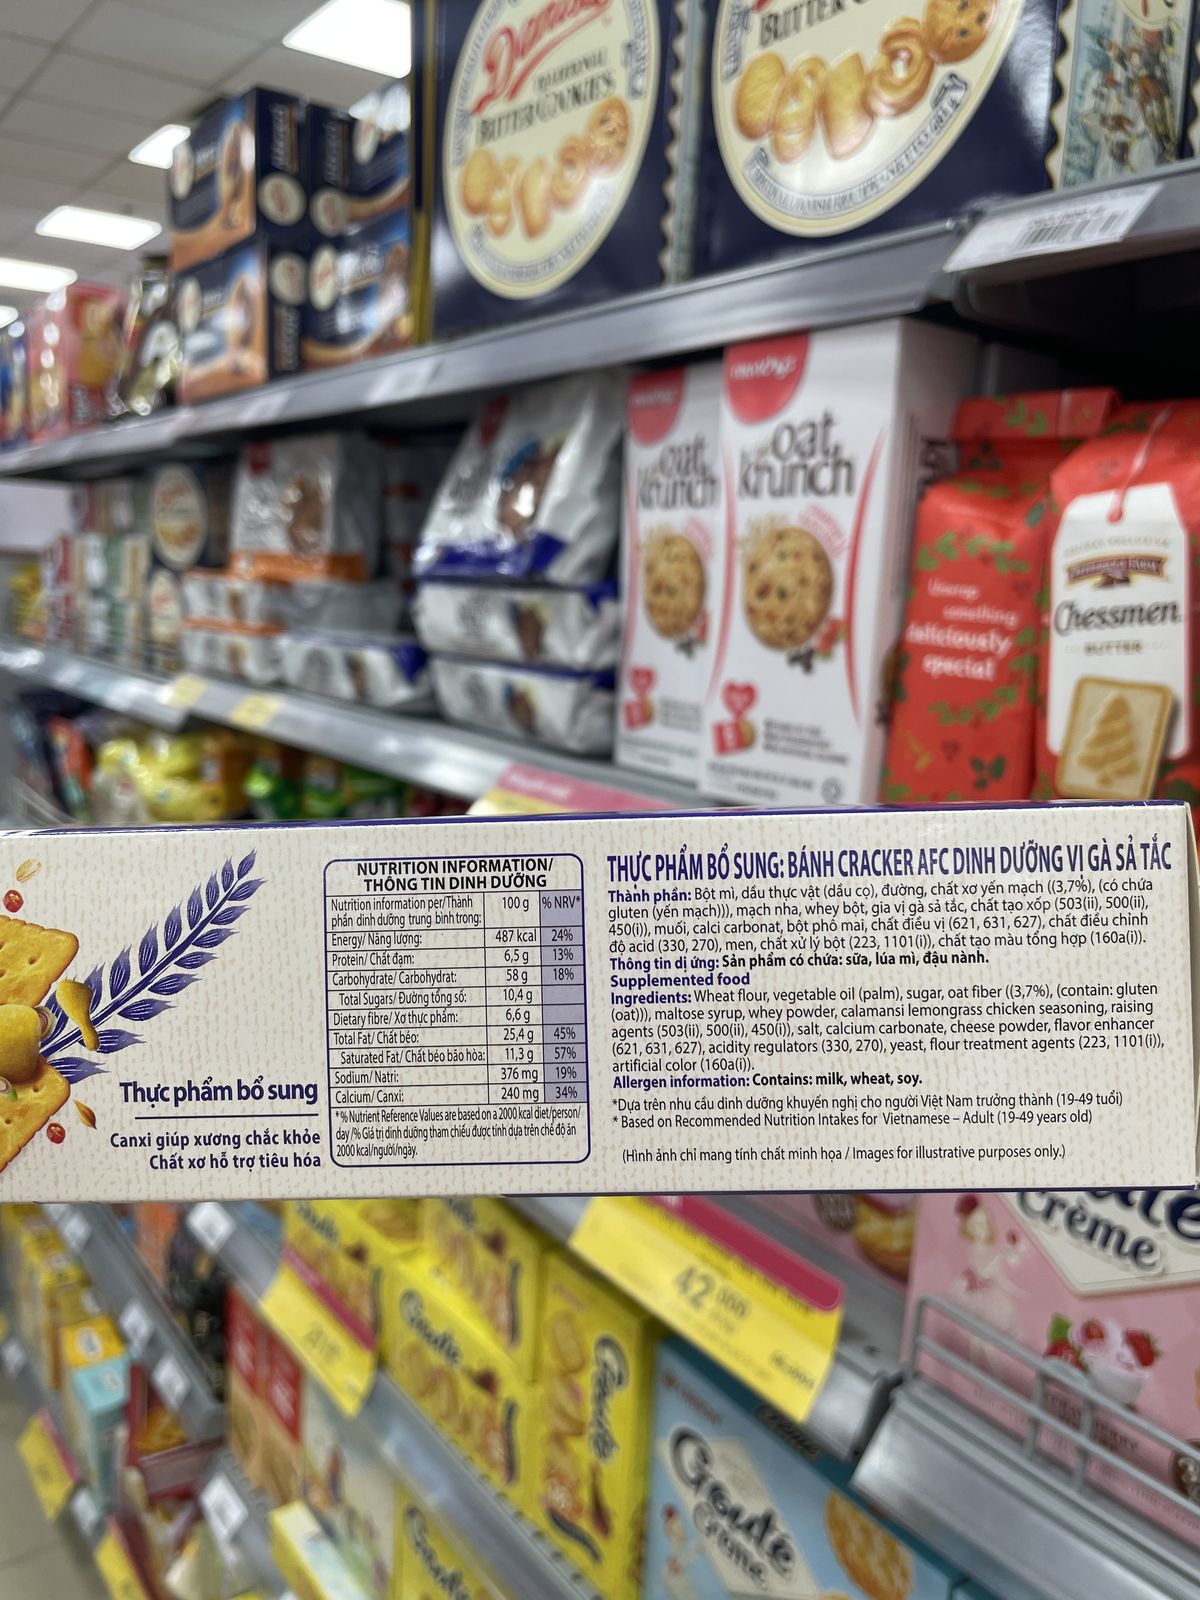 Danisa
TRADITIONAL
BUTTER COOKIES
BUTTER
oat
krunch
oat
krunch
Unwrap
something
deliciously
special
PEPPERIDGE FARM
Chessmen
BUTTER
THỰC PHẨM BỔ SUNG: BÁNH CRACKER AFC DINH DƯỠNG VỊ GÀ SẢ TẮC
Thành phần: Bột mì, dầu thực vật (dầu cọ), đường, chất xơ yến mạch ((3,7%), (có chứa
gluten (yến mạch))), mạch nha, whey bột, gia vị gà sả tắc, chất tạo xốp (503(ii), 500(ii),
450(i)), muối, calci carbonat, bột phô mai, chất điều vị (621, 631, 627), chất điều chỉnh
độ acid (330, 270), men, chất xử lý bột (223, 1101(i)), chất tạo màu tổng hợp (160a(i)).
Thông tin dị ứng: Sản phẩm có chứa: sữa, lúa mì, đậu nành.
Supplemented food
Ingredients: Wheat flour, vegetable oil (palm), sugar, oat fiber ((3,7%), (contain: gluten
(oat))), maltose syrup, whey powder, calamansi lemongrass chicken seasoning, raising
agents (503(ii), 500(ii), 450(i)), salt, calcium carbonate, cheese powder, flavor enhancer
(621, 631, 627), acidity regulators (330, 270), yeast, flour treatment agents (223, 1101(i)),
artificial color (160a(i)).
Allergen information: Contains: milk, wheat, soy.
*Dựa trên nhu cầu dinh dưỡng khuyến nghị cho người Việt Nam trưởng thành (19-49 tuổi)
* Based on Recommended Nutrition Intakes for Vietnamese – Adult (19-49 years old)
(Hình ảnh chỉ mang tính chất minh họa / Images for illustrative purposes only.)
NUTRITION INFORMATION/
THÔNG TIN DINH DƯỠNG
Nutrition information per/Thành
phần dinh dưỡng trung bình trong: 100 g % NRV*
Energy/ Năng lượng: 487 kcal 24%
Protein/ Chất đạm: 6,5 g 13%
Carbohydrate/ Carbohydrat: 58 g 18%
Total Sugars/ Đường tổng số: 10,4 g
Dietary fibre/ Xơ thực phẩm: 6,6 g
Total Fat/ Chất béo: 25,4 g 45%
Saturated Fat/ Chất béo bão hòa: 11,3 g 57%
Sodium/ Natri: 376 mg 19%
Calcium/ Canxi: 240 mg 34%
*% Nutrient Reference Values are based on a 2000 kcal diet/person/
day /% Giá trị dinh dưỡng tham chiếu được tính dựa trên chế độ ăn
2000 kcal/người/ngày.
Thực phẩm bổ sung
Canxi giúp xương chắc khỏe
Chất xơ hỗ trợ tiêu hóa
42.000
Goute
Goute
Goute
Crème
Crème